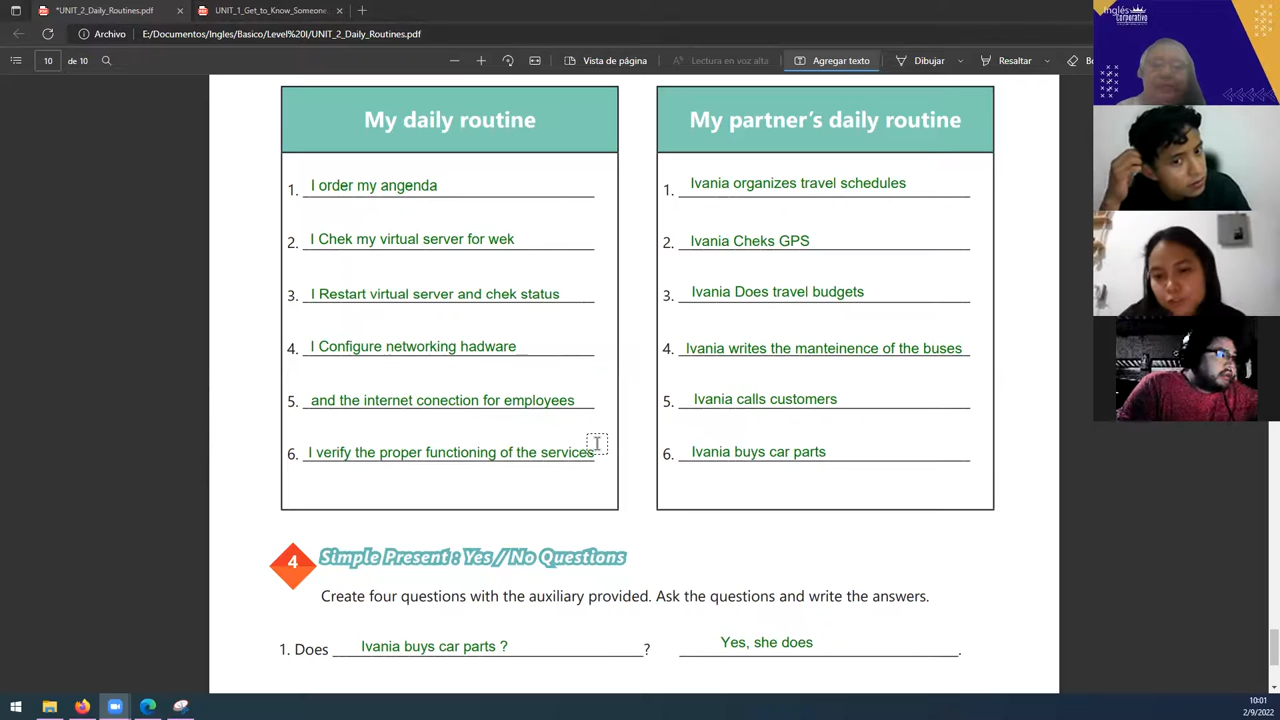 *UNIT_2_Daily_Routines.pdf
UNIT_1_Get_to_Know_Someone
Archivo
E:/Documentos/Ingles/Basico/Level%20I/UNIT_2_Daily_Routines.pdf
10
de 10
Vista de página
Lectura en voz alta
Agregar texto
Dibujar
Resaltar
Inglés
Corporativo
My daily routine
1. I order my angenda
2. I Chek my virtual server for wek
3. I Restart virtual server and chek status
4. I Configure networking hadware
5. and the internet conection for employees
6. I verify the proper functioning of the services
My partner's daily routine
1. Ivania organizes travel schedules
2. Ivania Cheks GPS
3. Ivania Does travel budgets
4. Ivania writes the manteinence of the buses
5. Ivania calls customers
6. Ivania buys car parts
4 Simple Present : Yes / No Questions
Create four questions with the auxiliary provided. Ask the questions and write the answers.
1. Does Ivania buys car parts ? ? Yes, she does .
10:01
2/9/2022